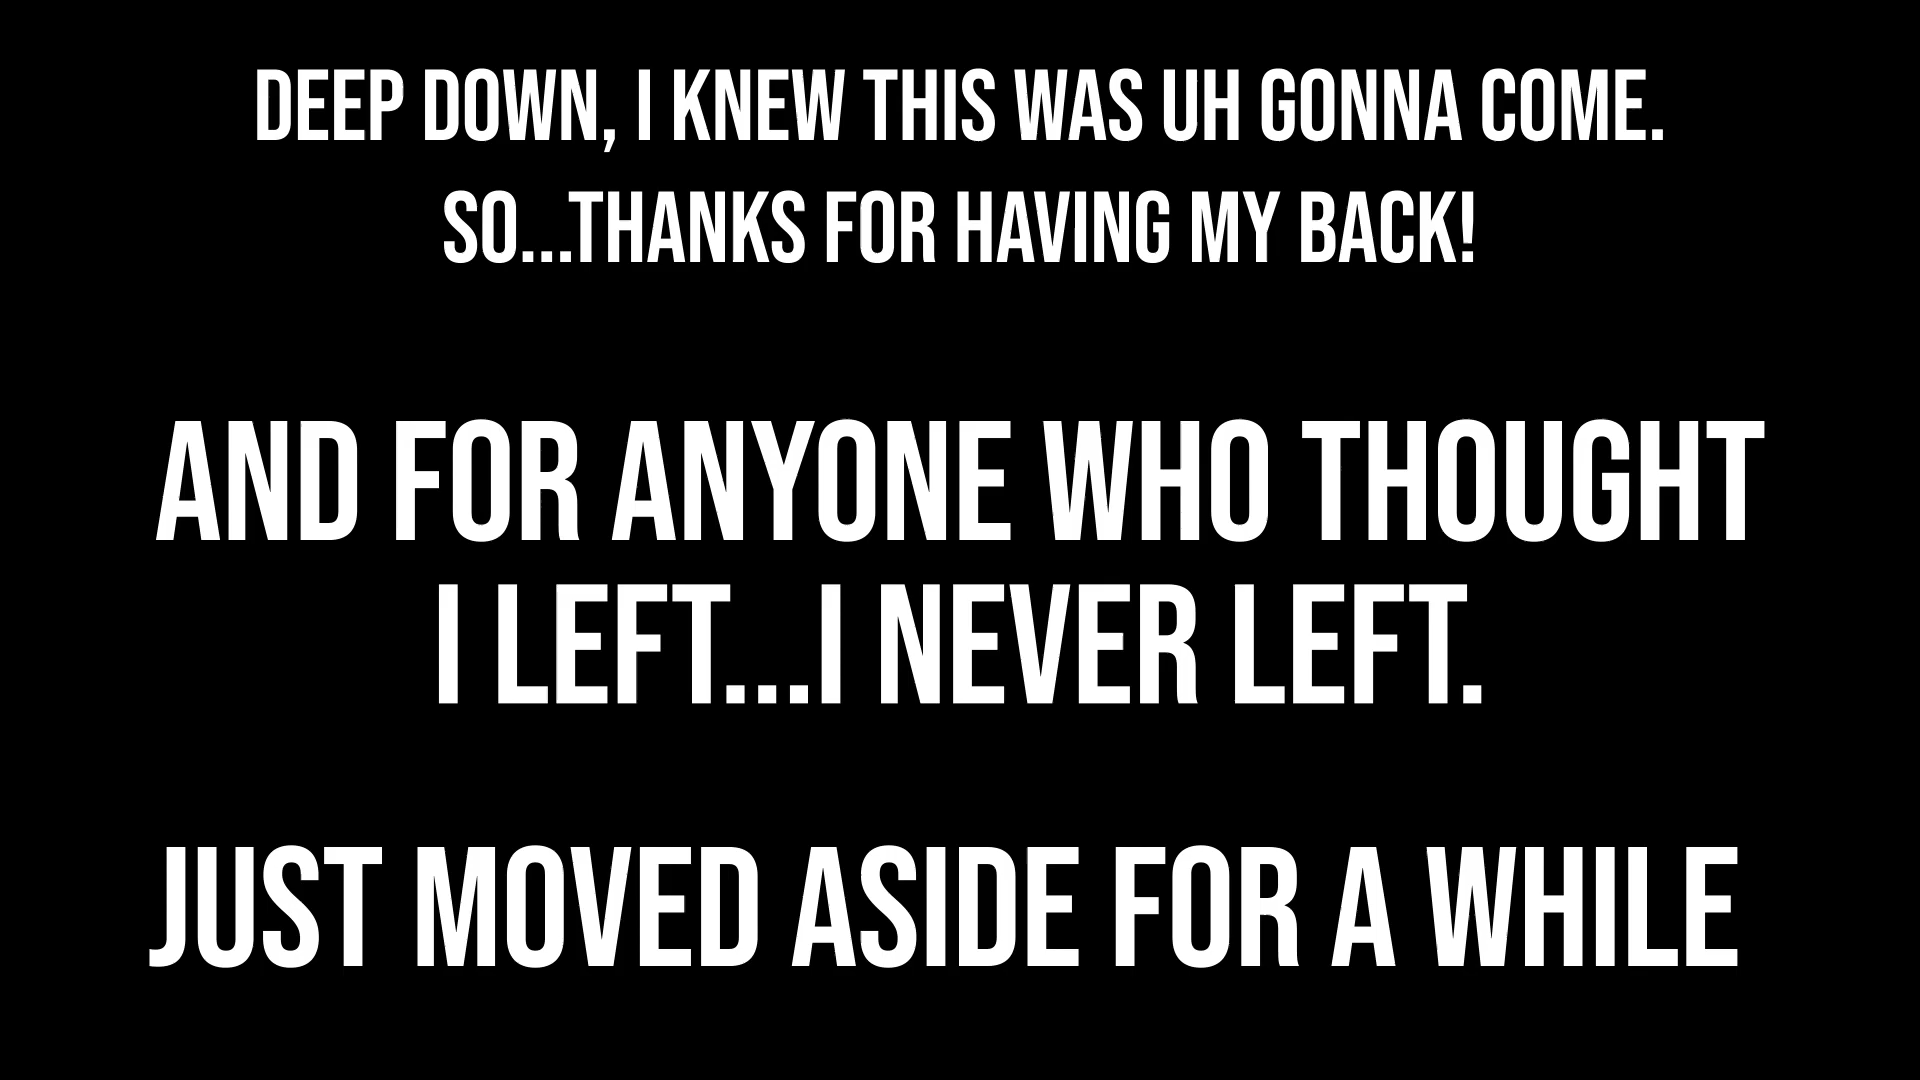 DEEP DOWN, I KNEW THIS WAS UH GONNA COME.
SO...THANKS FOR HAVING MY BACK!
AND FOR ANYONE WHO THOUGHT
I LEFT...I NEVER LEFT.
JUST MOVED ASIDE FOR A WHILE